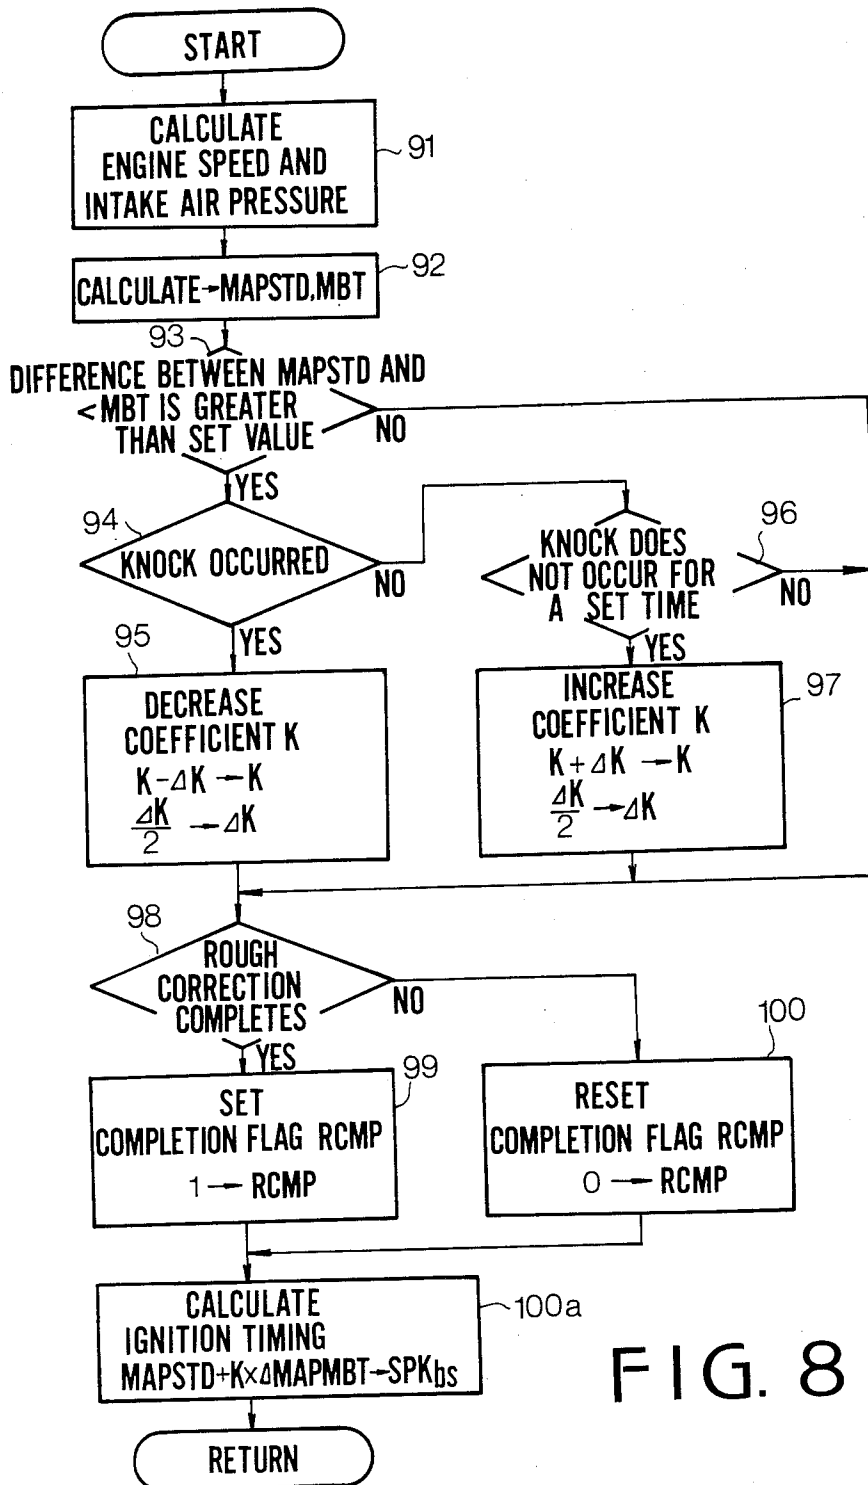 START
CALCULATE
ENGINE SPEED AND
INTAKE AIR PRESSURE
91
CALCULATE→MAPSTD,MBT
92
93
DIFFERENCE BETWEEN MAPSTD AND
<MBT IS GREATER
THAN SET VALUE
NO
YES
94
KNOCK OCCURRED
NO
YES
96
KNOCK DOES
NOT OCCUR FOR
A SET TIME
NO
YES
95
DECREASE
COEFFICIENT K
K-ΔK→K
ΔK/2→ΔK
97
INCREASE
COEFFICIENT K
K+ΔK→K
ΔK/2→ΔK
98
ROUGH
CORRECTION
COMPLETES
NO
YES
99
SET
COMPLETION FLAG RCMP
1→RCMP
100
RESET
COMPLETION FLAG RCMP
0→RCMP
CALCULATE
IGNITION TIMING
MAPSTD+K×ΔMAPMBT→SPKbs
100a
RETURN
FIG. 8